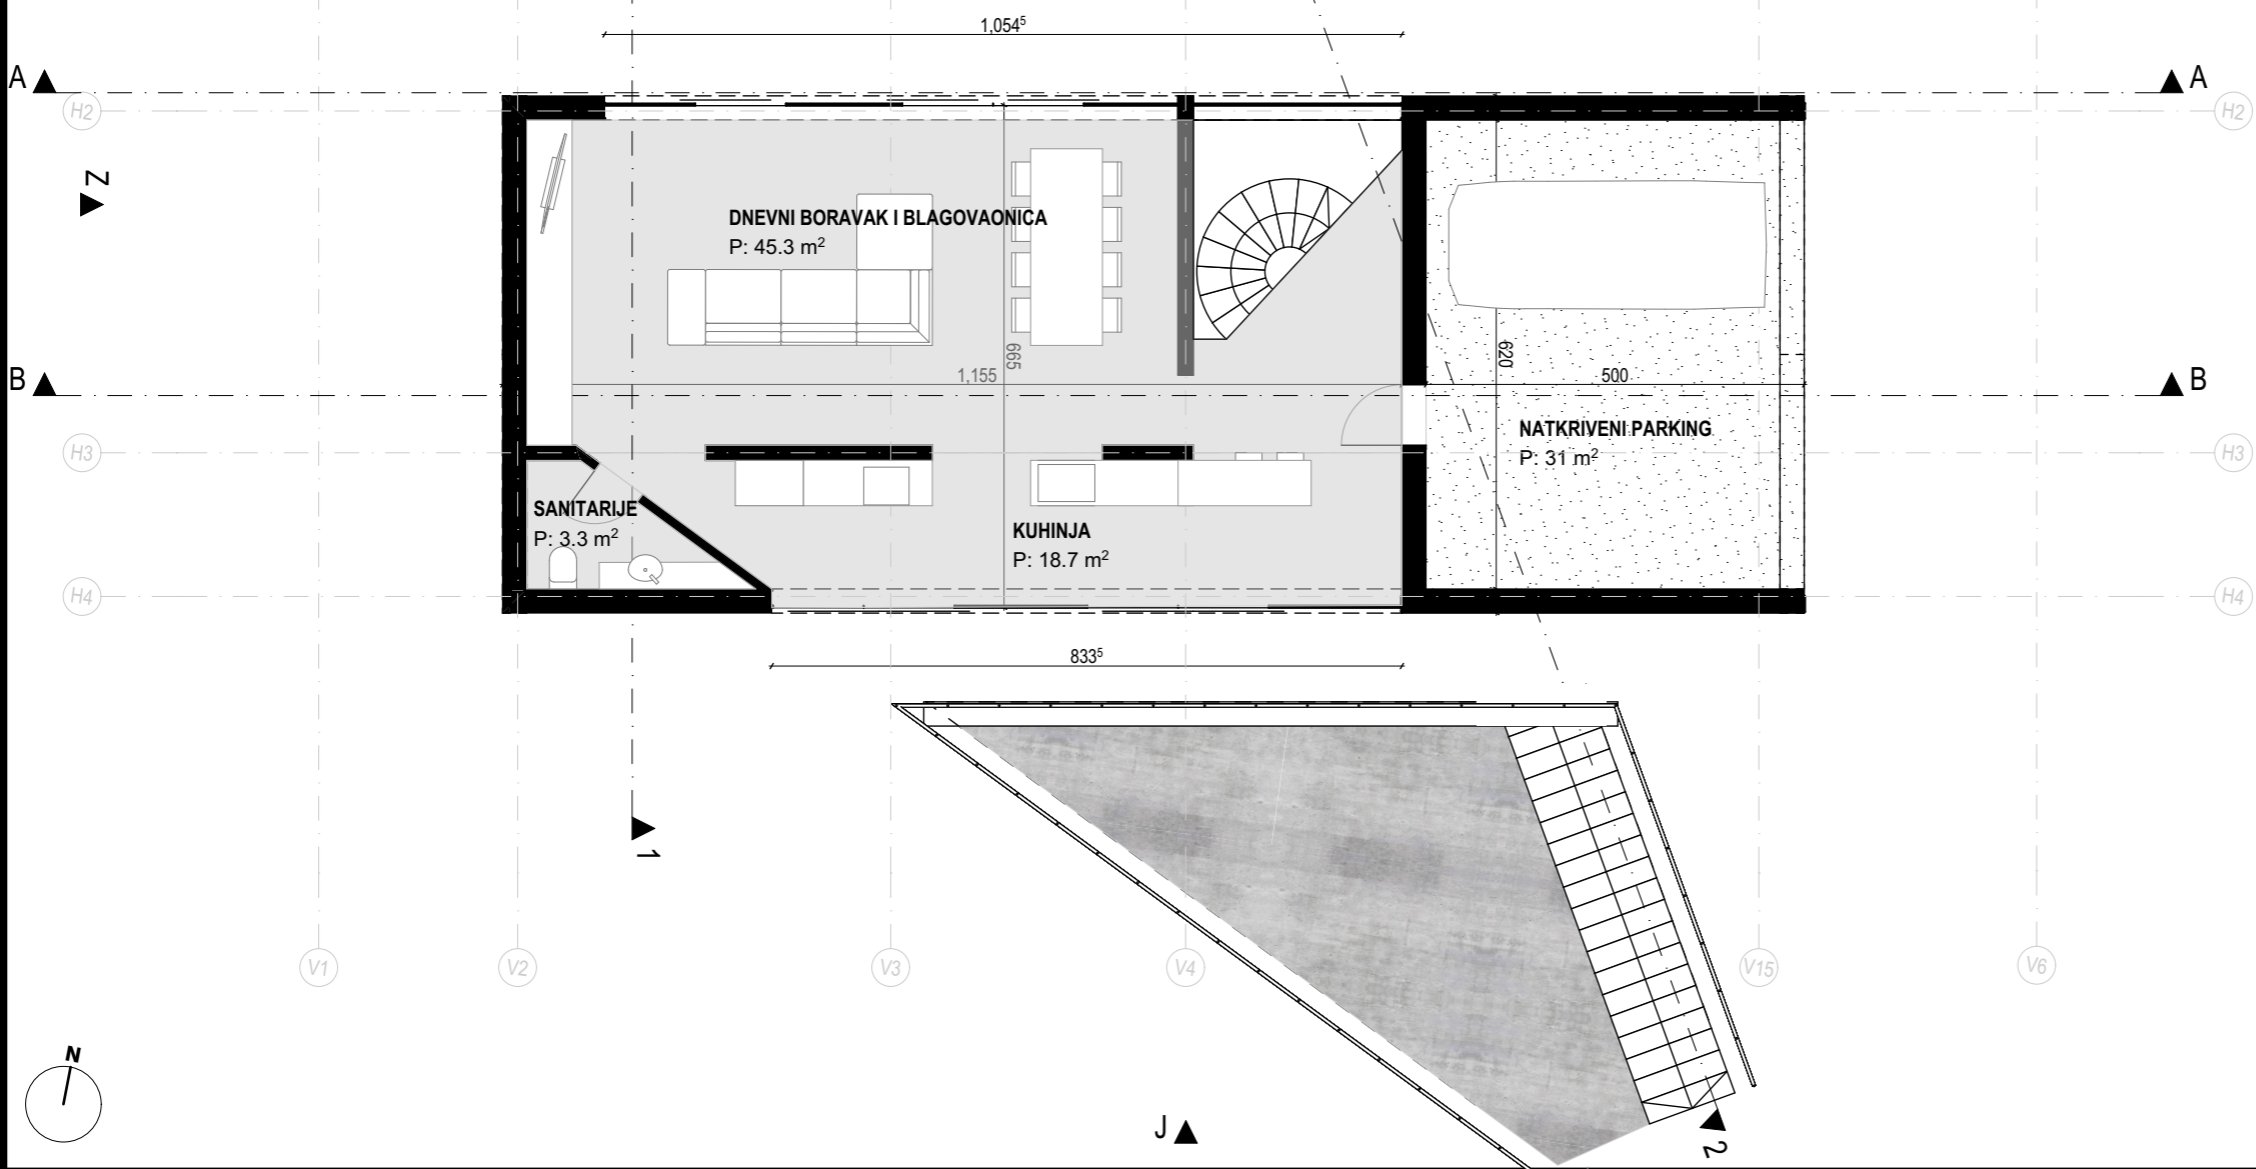 1,054⁵
A
A
H2
H2
Z
DNEVNI BORAVAK I BLAGOVAONICA
P: 45.3 m²
665
620
1,155
500
B
B
NATKRIVENI PARKING
P: 31 m²
H3
H3
SANITARIJE
P: 3.3 m²
KUHINJA
P: 18.7 m²
H4
H4
833⁵
1
V1
V2
V3
V4
V15
V6
N
J
2